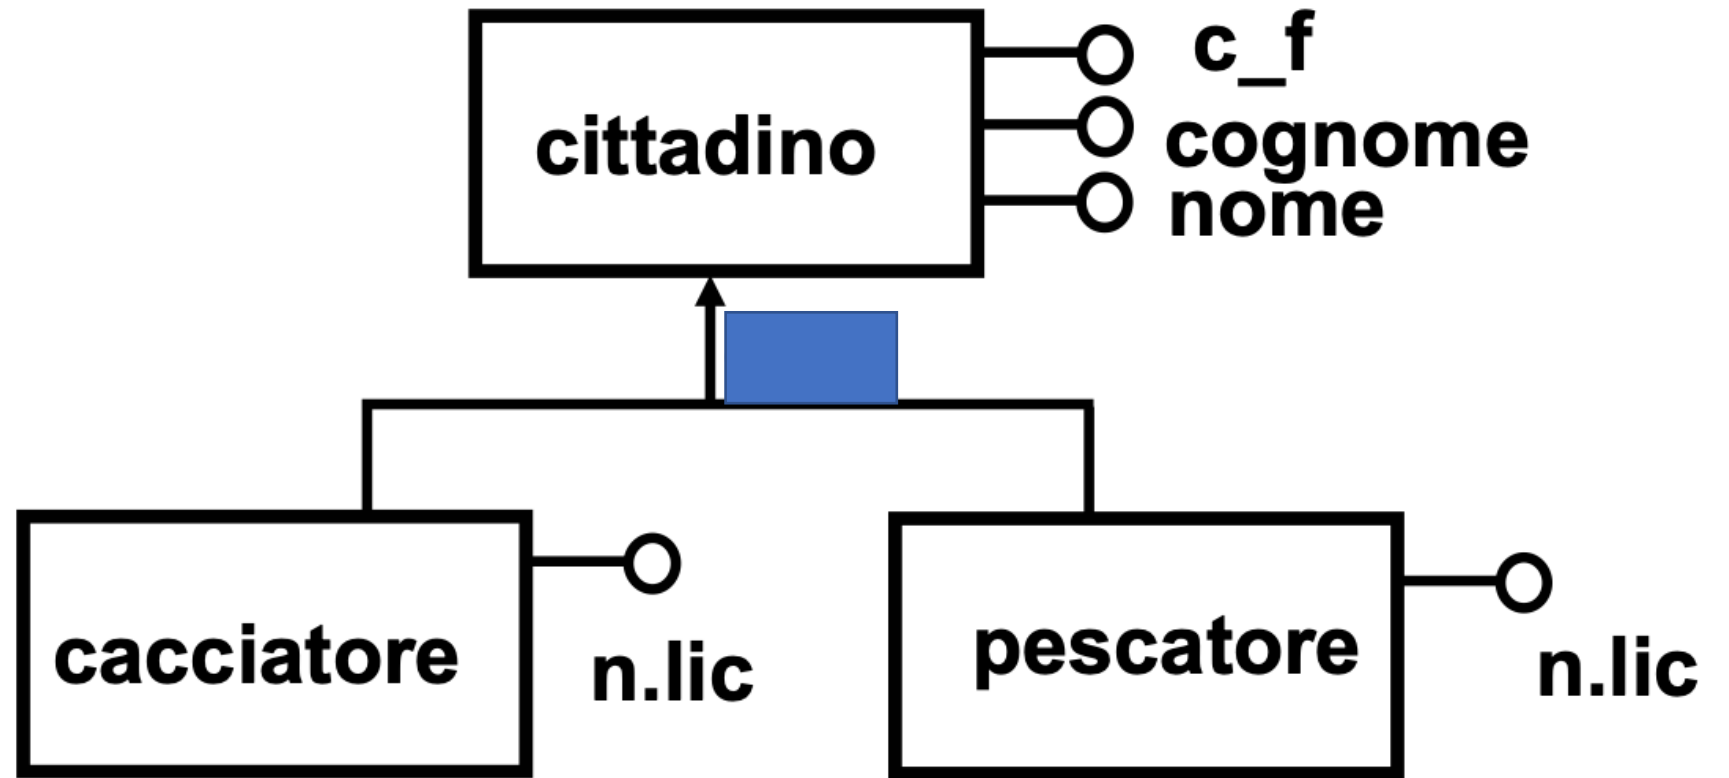 c_f
cittadino
cognome
nome
cacciatore
n.lic
pescatore
n.lic